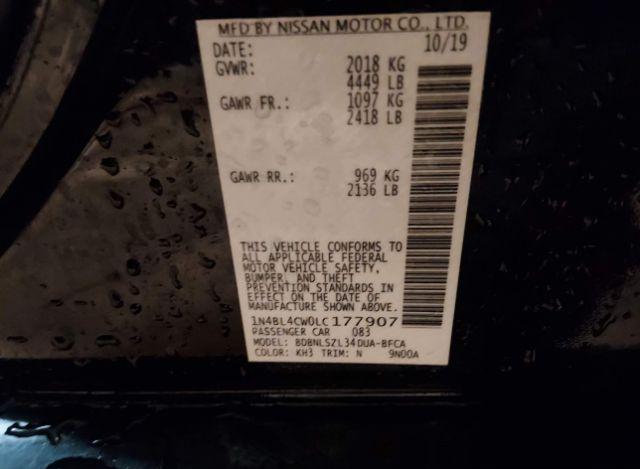 MFD BY NISSAN MOTOR CO., LTD.
DATE: 10/19
GVWR: 2018 KG
4449 LB
GAWR FR.: 1097 KG
2418 LB
GAWR RR.: 969 KG
2136 LB
THIS VEHICLE CONFORMS TO
ALL APPLICABLE FEDERAL
MOTOR VEHICLE SAFETY,
BUMPER, AND THEFT
PREVENTION STANDARDS IN
EFFECT ON THE DATE OF
MANUFACTURE SHOWN ABOVE.
1N4BL4CW0LC177907
PASSENGER CAR 083
MODEL: BDBNLSZL34DUA-BFCA
COLOR: KH3 TRIM: N 9N00A